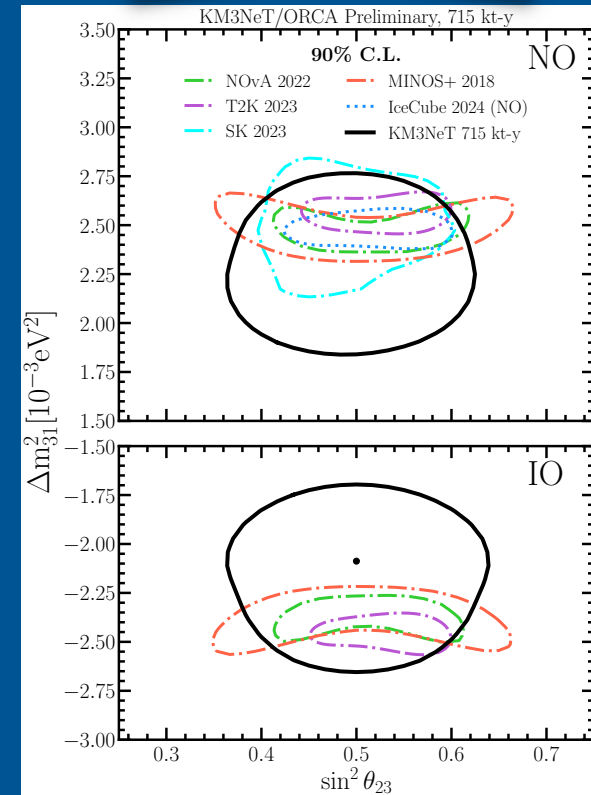 KM3NeT/ORCA Preliminary, 715 kt-y
90% C.L.
NO
NOvA 2022
T2K 2023
SK 2023
MINOS+ 2018
IceCube 2024 (NO)
KM3NeT 715 kt-y
3.50
3.25
3.00
2.75
2.50
2.25
2.00
1.75
1.50
Δm²₃₁[10⁻³eV²]
IO
−1.50
−1.75
−2.00
−2.25
−2.50
−2.75
−3.00
0.3 0.4 0.5 0.6 0.7
sin² θ₂₃